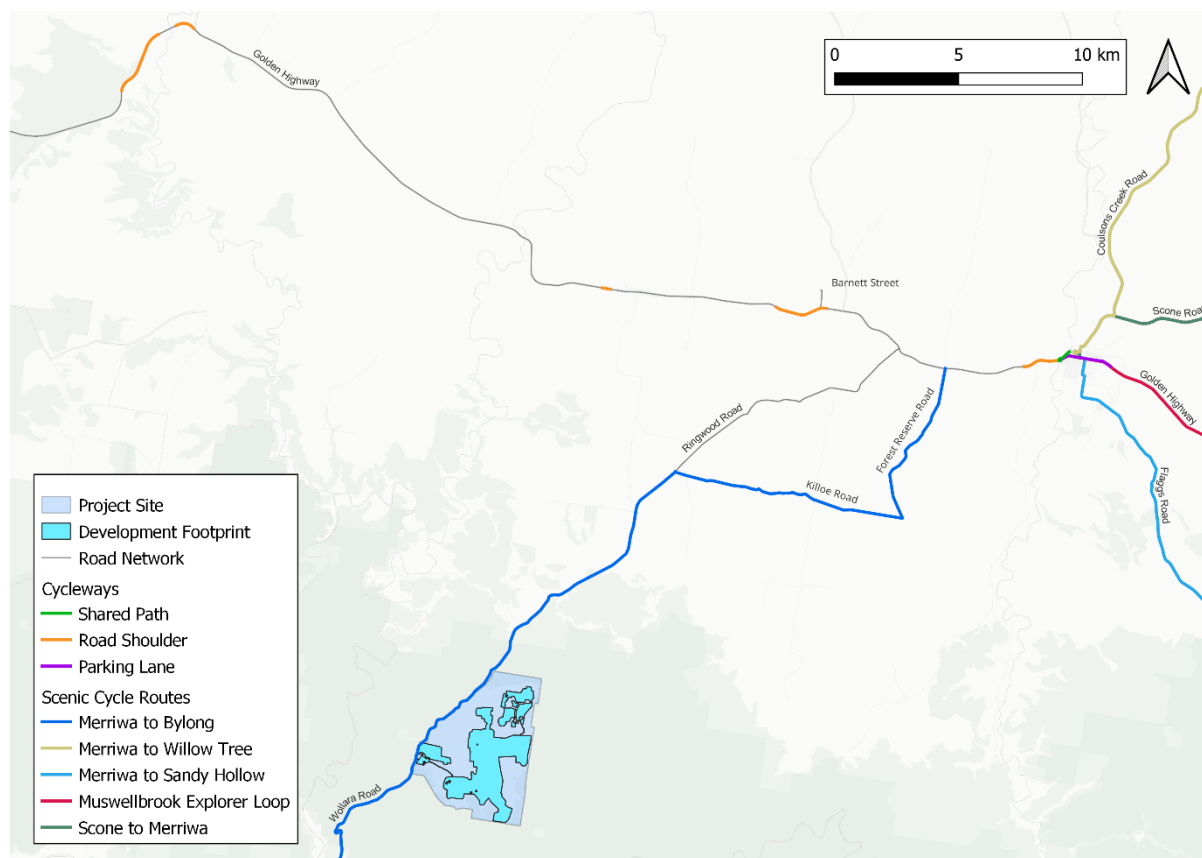 0 5 10 km
Golden Highway
Coulsons Creek Road
Barnett Street
Scone Road
Golden Highway
Ringwood Road
Forest Reserve Road
Killoe Road
Flaggs Road
Wollara Road
Project Site
Development Footprint
Road Network
Cycleways
Shared Path
Road Shoulder
Parking Lane
Scenic Cycle Routes
Merriwa to Bylong
Merriwa to Willow Tree
Merriwa to Sandy Hollow
Muswellbrook Explorer Loop
Scone to Merriwa